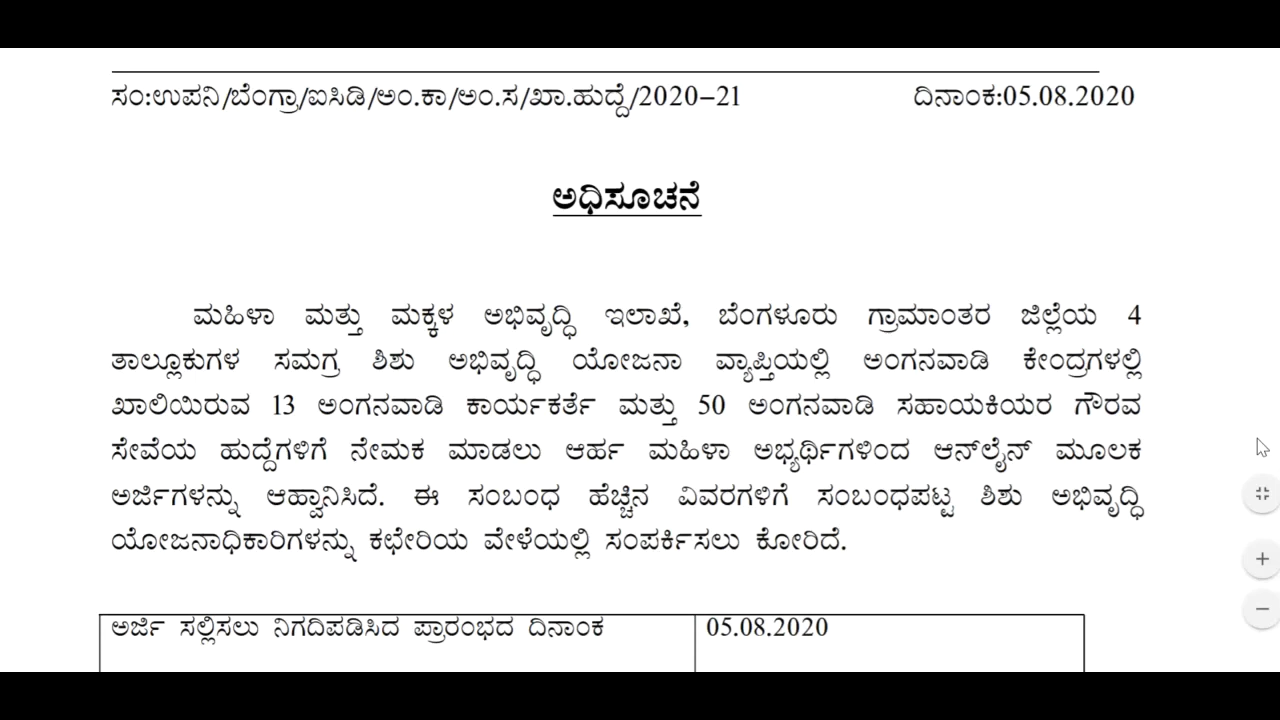 ಸಂ:ಉಪನಿ/ಬೆಂಗ್ರಾ/ಐಸಿಡಿ/ಅಂ.ಕಾ/ಅಂ.ಸ/ಖಾ.ಹುದ್ದೆ/2020-21 ದಿನಾಂಕ:05.08.2020
ಅಧಿಸೂಚನೆ
ಮಹಿಳಾ ಮತ್ತು ಮಕ್ಕಳ ಅಭಿವೃದ್ಧಿ ಇಲಾಖೆ, ಬೆಂಗಳೂರು ಗ್ರಾಮಾಂತರ ಜಿಲ್ಲೆಯ 4
ತಾಲ್ಲೂಕುಗಳ ಸಮಗ್ರ ಶಿಶು ಅಭಿವೃದ್ಧಿ ಯೋಜನಾ ವ್ಯಾಪ್ತಿಯಲ್ಲಿ ಅಂಗನವಾಡಿ ಕೇಂದ್ರಗಳಲ್ಲಿ
ಖಾಲಿಯಿರುವ 13 ಅಂಗನವಾಡಿ ಕಾರ್ಯಕರ್ತೆ ಮತ್ತು 50 ಅಂಗನವಾಡಿ ಸಹಾಯಕಿಯರ ಗೌರವ
ಸೇವೆಯ ಹುದ್ದೆಗಳಿಗೆ ನೇಮಕ ಮಾಡಲು ಆರ್ಹ ಮಹಿಳಾ ಅಭ್ಯರ್ಥಿಗಳಿಂದ ಆನ್‌ಲೈನ್ ಮೂಲಕ
ಅರ್ಜಿಗಳನ್ನು ಆಹ್ವಾನಿಸಿದೆ. ಈ ಸಂಬಂಧ ಹೆಚ್ಚಿನ ವಿವರಗಳಿಗೆ ಸಂಬಂಧಪಟ್ಟ ಶಿಶು ಅಭಿವೃದ್ಧಿ
ಯೋಜನಾಧಿಕಾರಿಗಳನ್ನು ಕಛೇರಿಯ ವೇಳೆಯಲ್ಲಿ ಸಂಪರ್ಕಿಸಲು ಕೋರಿದೆ.
ಅರ್ಜಿ ಸಲ್ಲಿಸಲು ನಿಗದಿಪಡಿಸಿದ ಪ್ರಾರಂಭದ ದಿನಾಂಕ 05.08.2020